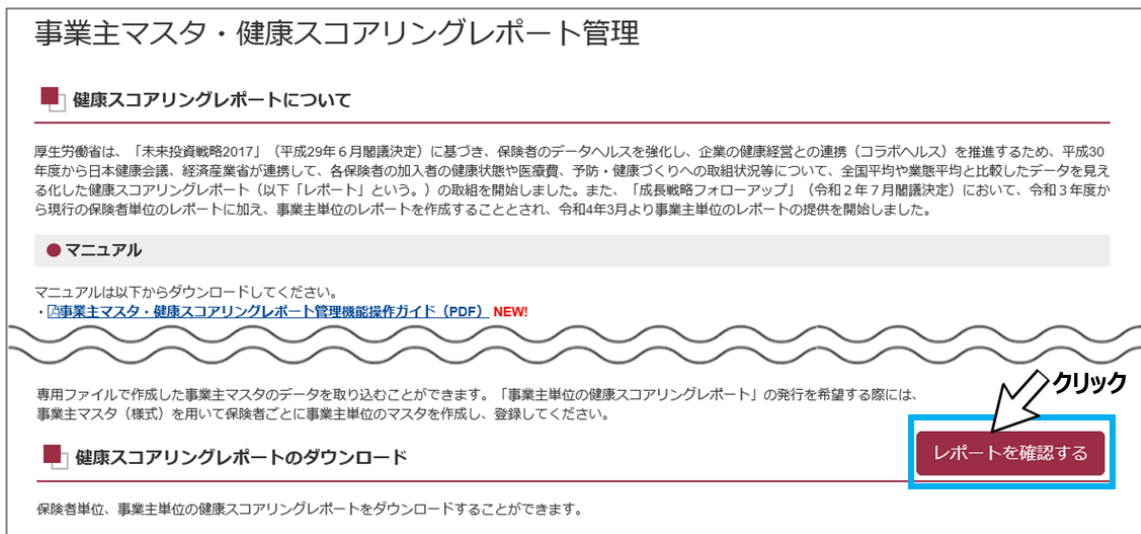 事業主マスタ・健康スコアリングレポート管理
健康スコアリングレポートについて
厚生労働省は、「未来投資戦略2017」（平成29年６月閣議決定）に基づき、保険者のデータヘルスを強化し、企業の健康経営との連携（コラボヘルス）を推進するため、平成30
年度から日本健康会議、経済産業省が連携して、各保険者の加入者の健康状態や医療費、予防・健康づくりへの取組状況等について、全国平均や業態平均と比較したデータを見え
る化した健康スコアリングレポート（以下「レポート」という。）の取組を開始しました。また、「成長戦略フォローアップ」（令和２年７月閣議決定）において、令和３年度か
ら現行の保険者単位のレポートに加え、事業主単位のレポートを作成することとされ、令和4年3月より事業主単位のレポートの提供を開始しました。
マニュアル
マニュアルは以下からダウンロードしてください。
・事業主マスタ・健康スコアリングレポート管理機能操作ガイド（PDF） NEW!
専用ファイルで作成した事業主マスタのデータを取り込むことができます。「事業主単位の健康スコアリングレポート」の発行を希望する際には、
事業主マスタ（様式）を用いて保険者ごとに事業主単位のマスタを作成し、登録してください。
クリック
健康スコアリングレポートのダウンロード
レポートを確認する
保険者単位、事業主単位の健康スコアリングレポートをダウンロードすることができます。